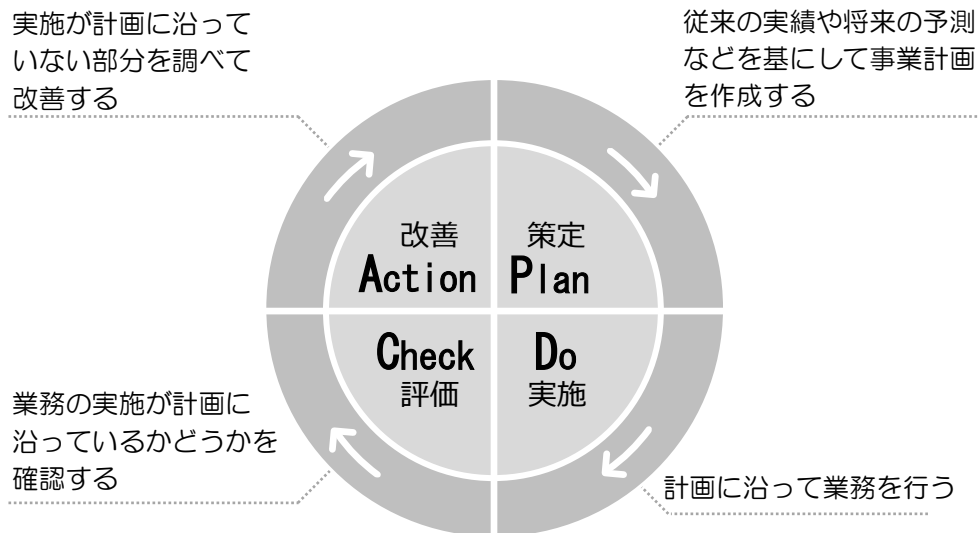 実施が計画に沿って
いない部分を調べて
改善する
従来の実績や将来の予測
などを基にして事業計画
を作成する
改善
Action
策定
Plan
Check
評価
Do
実施
業務の実施が計画に
沿っているかどうかを
確認する
計画に沿って業務を行う